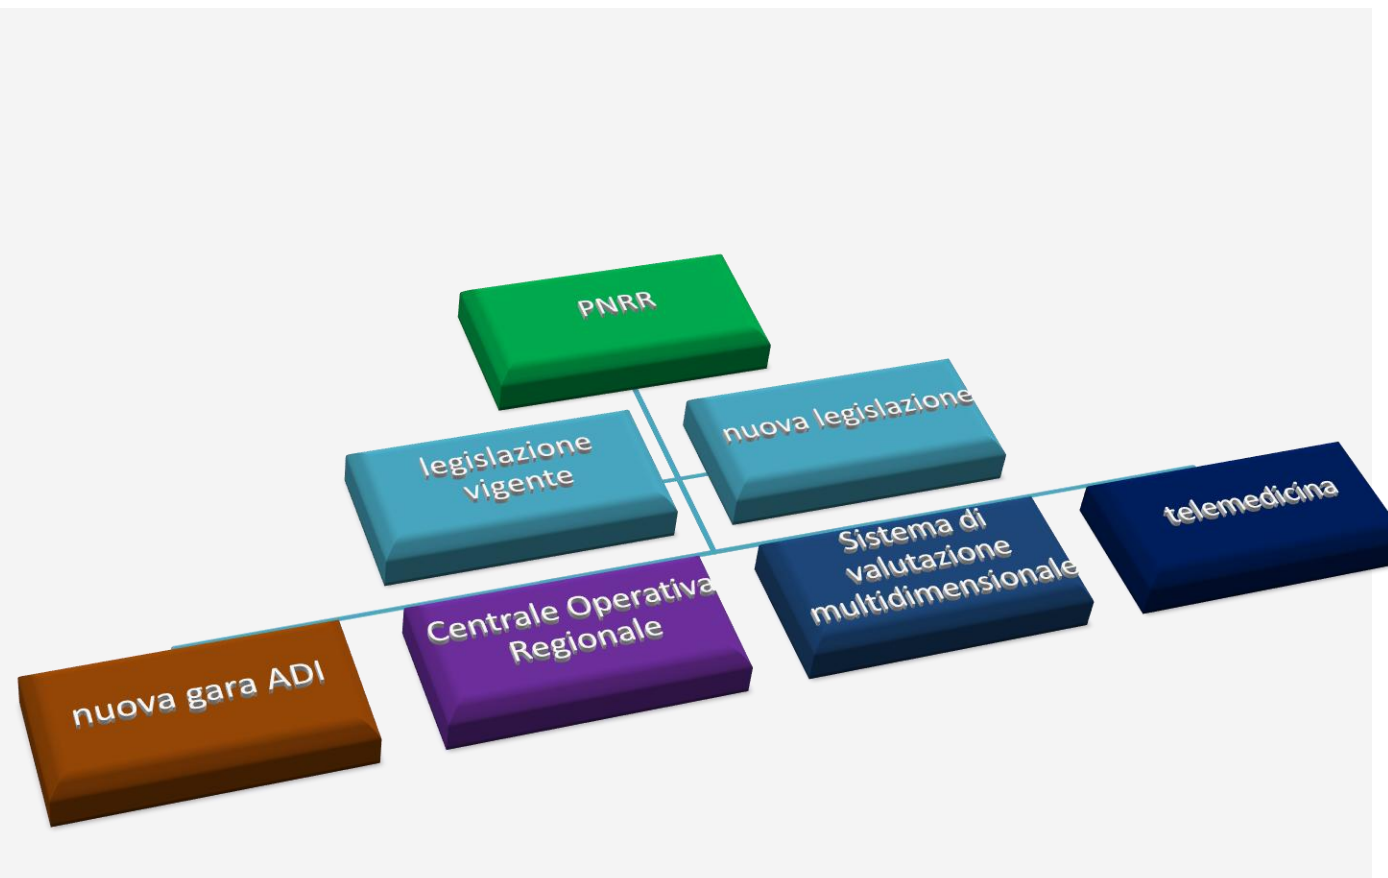 PNRR
legislazione
vigente
nuova legislazione
nuova gara ADI
Centrale Operativa
Regionale
Sistema di
valutazione
multidimensionale
telemedicina